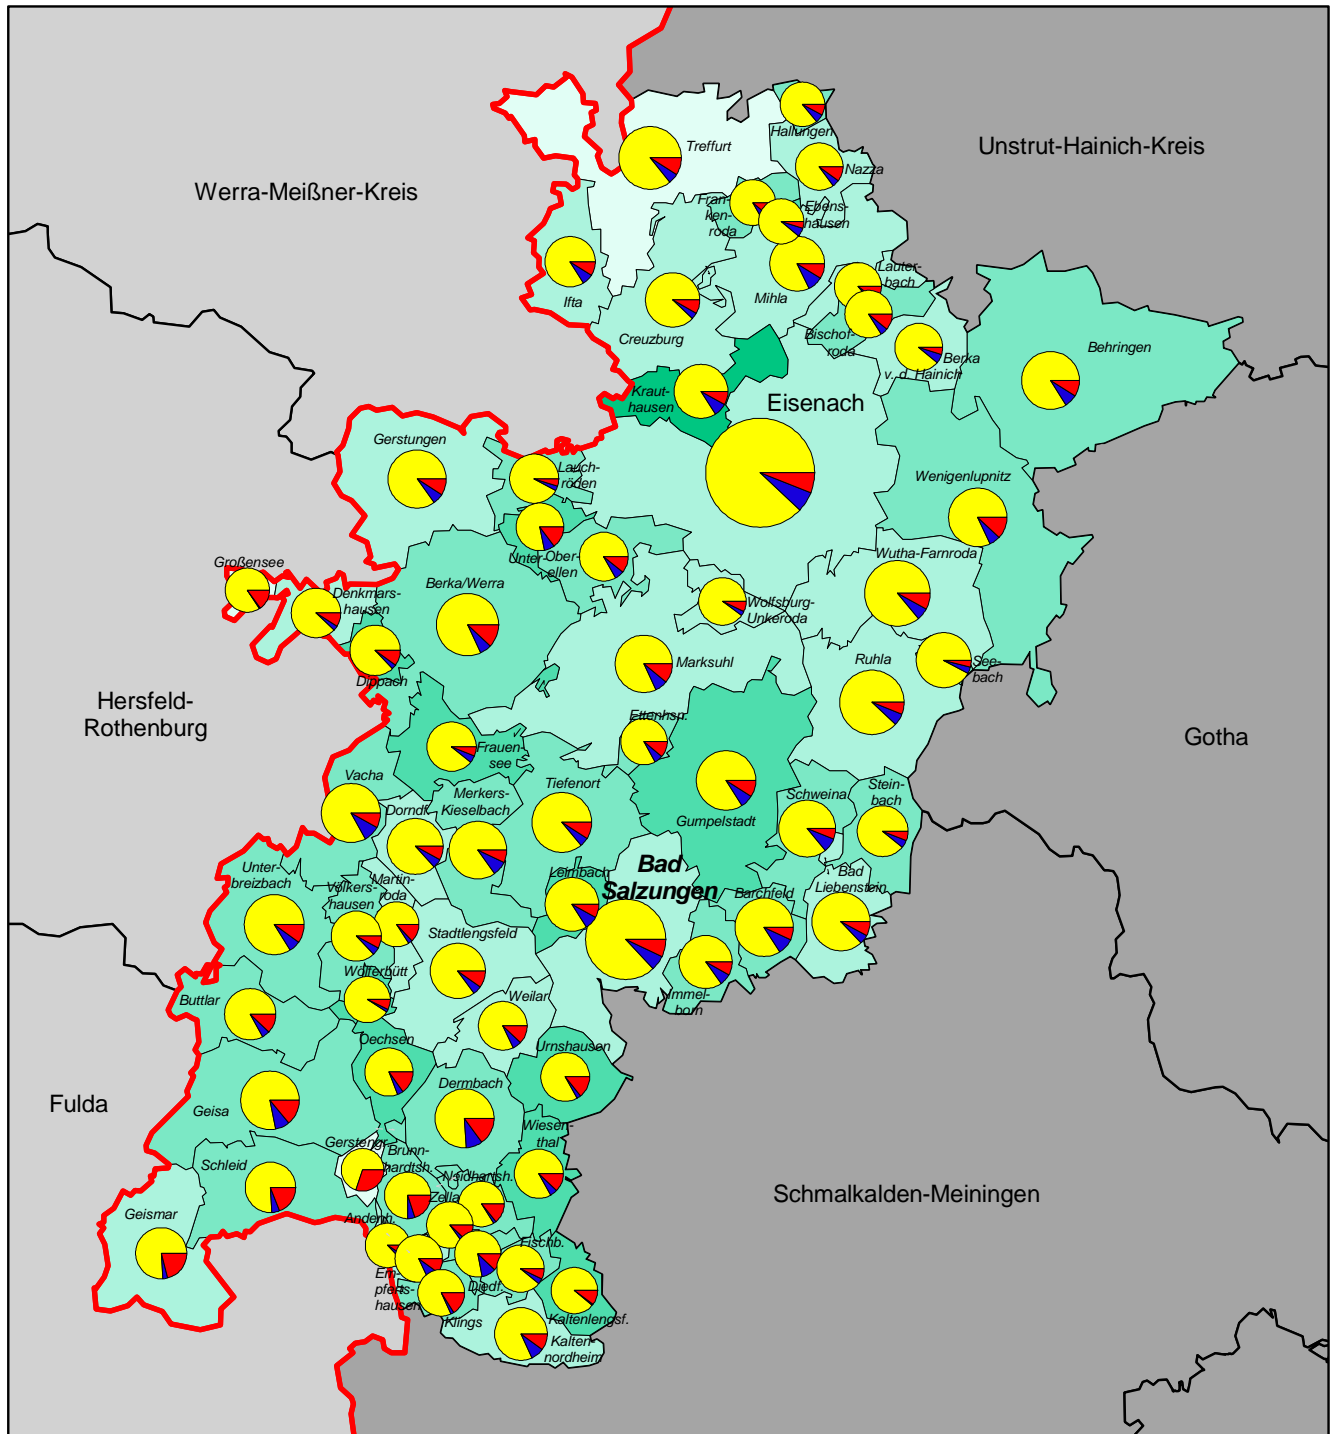 Hallungen
Treffurt
Unstrut-Hainich-Kreis
Nazza
Werra-Meißner-Kreis
Fran-
ken-
roda
Ebens-
hausen
Lauter-
bach
Ifta
Mihla
Creuzburg
Bischof-
roda
Berka
v. d. Hainich
Behringen
Kraut-
hausen
Eisenach
Gerstungen
Lauch-
röden
Wenigenlupnitz
Unter-
Ober-
ellen
Wutha-Farnroda
Großensee
Denkmars-
hausen
Berka/Werra
Wolfsburg-
Unkeroda
Dippach
Marksuhl
Ruhla
See-
bach
Hersfeld-
Rothenburg
Ettenhsn.
Gotha
Frauen-
see
Vacha
Dorndf.
Merkers-
Kieselbach
Tiefenort
Gumpelstadt
Schweina
Stein-
bach
Unter-
breizbach
Völkers-
hausen
Martin-
roda
Leimbach
Bad
Salzungen
Barchfeld
Bad
Liebenstein
Stadtlengsfeld
Wölferbütt
Immel-
born
Buttlar
Weilar
Oechsen
Urnshausen
Fulda
Geisa
Dermbach
Wiesen-
thal
Gerstengr.
Schleid
Brunn-
hardtsh.
Neidhartsh.
Zella
Schmalkalden-Meiningen
Geismar
Andenh.
Fischb.
Em-
pferts-
hausen
Diedf.
Klings
Kaltenlengsf.
Kalten-
nordheim